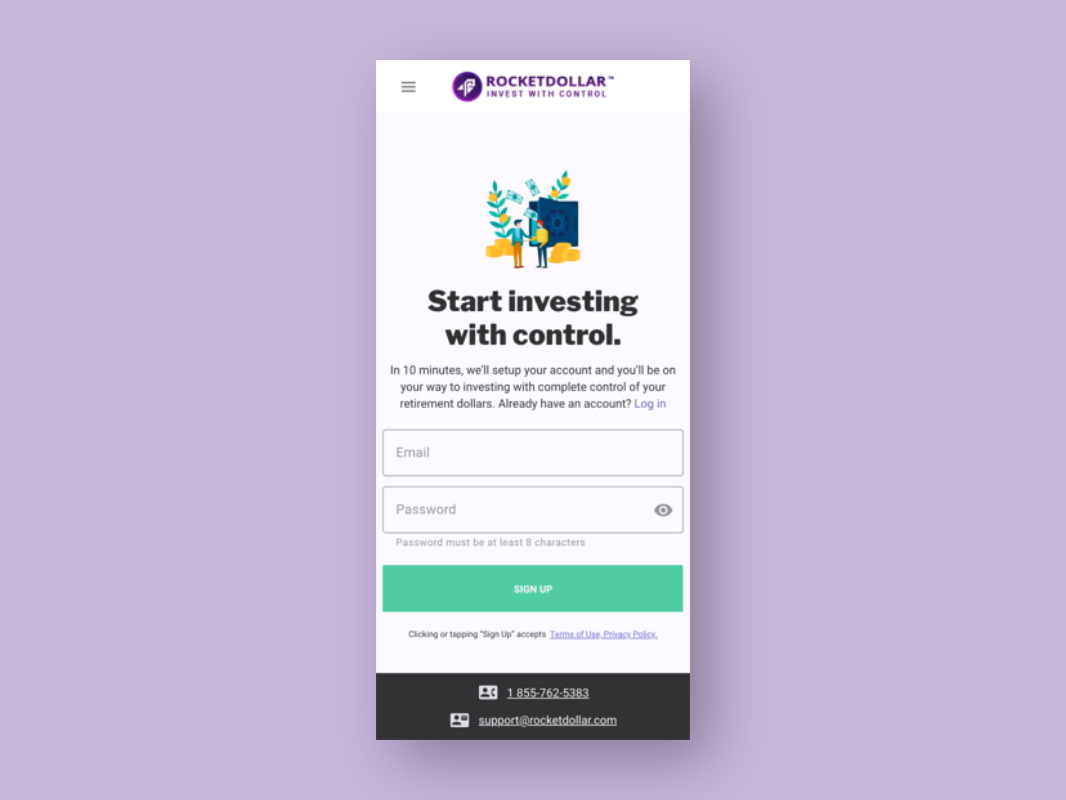 ROCKETDOLLAR™
INVEST WITH CONTROL
Start investing
with control.
In 10 minutes, we'll setup your account and you'll be on
your way to investing with complete control of your
retirement dollars. Already have an account? Log in
Email
Password
Password must be at least 8 characters
SIGN UP
Clicking or tapping "Sign Up" accepts Terms of Use, Privacy Policy.
1 855-762-5383
support@rocketdollar.com